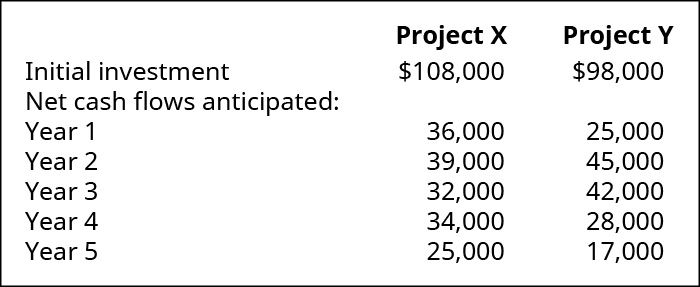 Project X Project Y
Initial investment $108,000 $98,000
Net cash flows anticipated:
Year 1 36,000 25,000
Year 2 39,000 45,000
Year 3 32,000 42,000
Year 4 34,000 28,000
Year 5 25,000 17,000